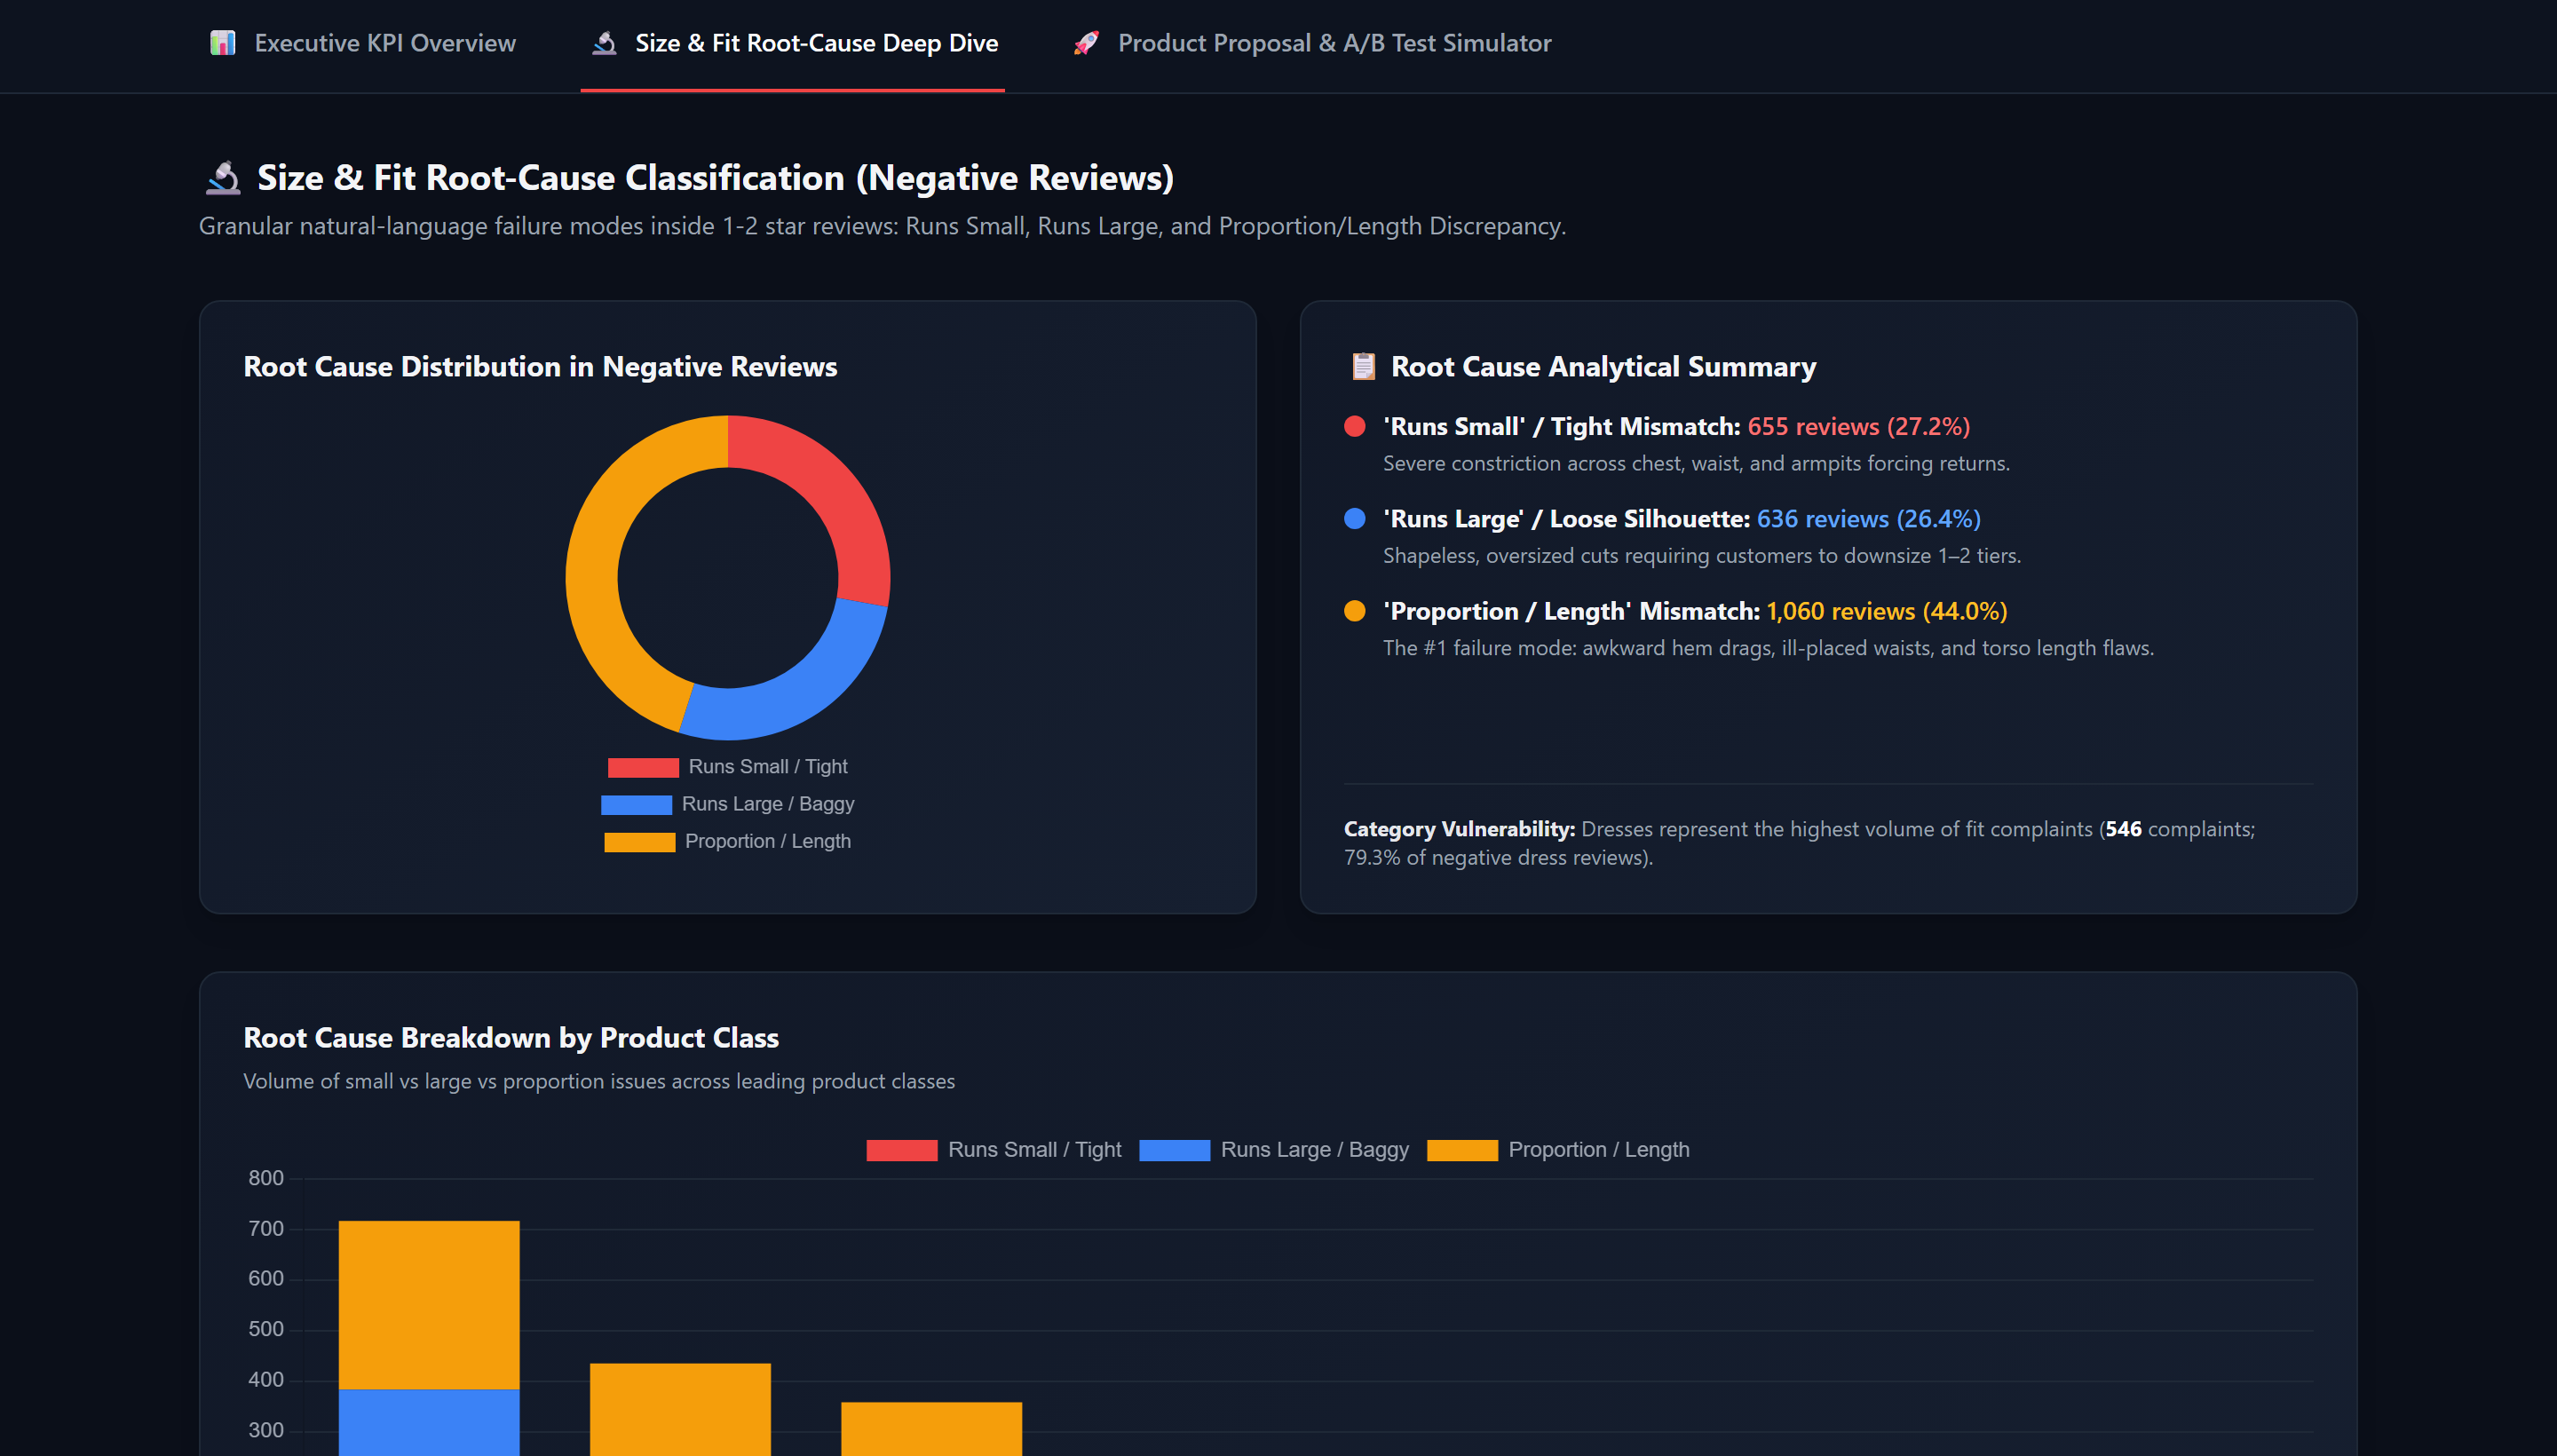 Executive KPI Overview
Size & Fit Root-Cause Deep Dive
Product Proposal & A/B Test Simulator
Size & Fit Root-Cause Classification (Negative Reviews)
Granular natural-language failure modes inside 1-2 star reviews: Runs Small, Runs Large, and Proportion/Length Discrepancy.
Root Cause Distribution in Negative Reviews
Runs Small / Tight
Runs Large / Baggy
Proportion / Length
Root Cause Analytical Summary
'Runs Small' / Tight Mismatch: 655 reviews (27.2%)
Severe constriction across chest, waist, and armpits forcing returns.
'Runs Large' / Loose Silhouette: 636 reviews (26.4%)
Shapeless, oversized cuts requiring customers to downsize 1–2 tiers.
'Proportion / Length' Mismatch: 1,060 reviews (44.0%)
The #1 failure mode: awkward hem drags, ill-placed waists, and torso length flaws.
Category Vulnerability: Dresses represent the highest volume of fit complaints (546 complaints;
79.3% of negative dress reviews).
Root Cause Breakdown by Product Class
Volume of small vs large vs proportion issues across leading product classes
Runs Small / Tight
Runs Large / Baggy
Proportion / Length
800
700
600
500
400
300